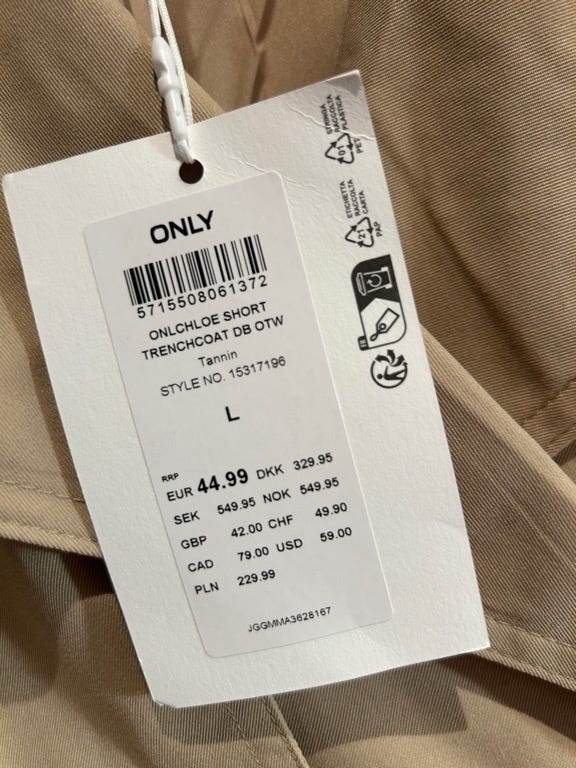 ONLY
5715508061372
ONLCHLOE SHORT
TRENCHCOAT DB OTW
Tannin
STYLE NO. 15317196
L
RRP
EUR 44.99 DKK 329.95
SEK 549.95 NOK 549.95
GBP 42.00 CHF 49.90
CAD 79.00 USD 59.00
PLN 229.99
JGGMMA3628167
STRINGA
RACCOLTA
PLASTICA
01
PET
ETICHETTA
RACCOLTA
CARTA
21
PAP